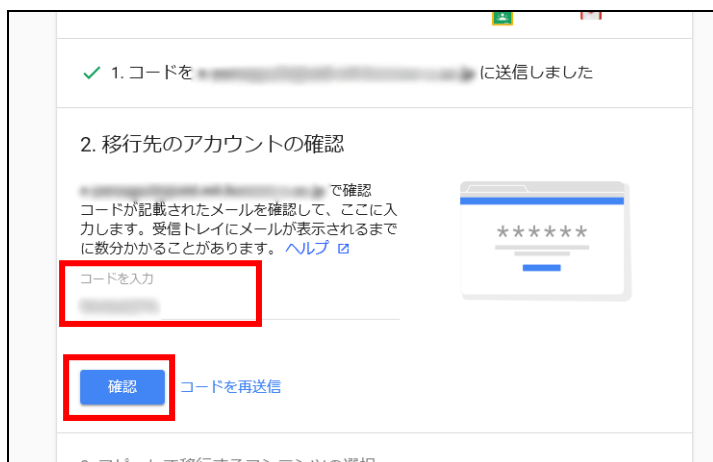 1. コードを に送信しました
2. 移行先のアカウントの確認
で確認
コードが記載されたメールを確認して、ここに入
力します。受信トレイにメールが表示されるまで
に数分かかることがあります。 ヘルプ
******
コードを入力
確認 コードを再送信